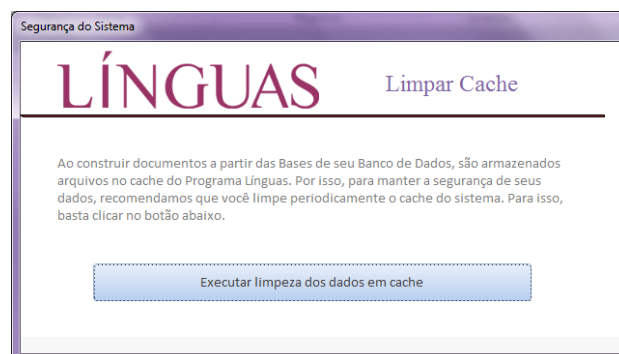 Segurança do Sistema
LÍNGUAS
Limpar Cache
Ao construir documentos a partir das Bases de seu Banco de Dados, são armazenados
arquivos no cache do Programa Línguas. Por isso, para manter a segurança de seus
dados, recomendamos que você limpe periodicamente o cache do sistema. Para isso,
basta clicar no botão abaixo.
Executar limpeza dos dados em cache